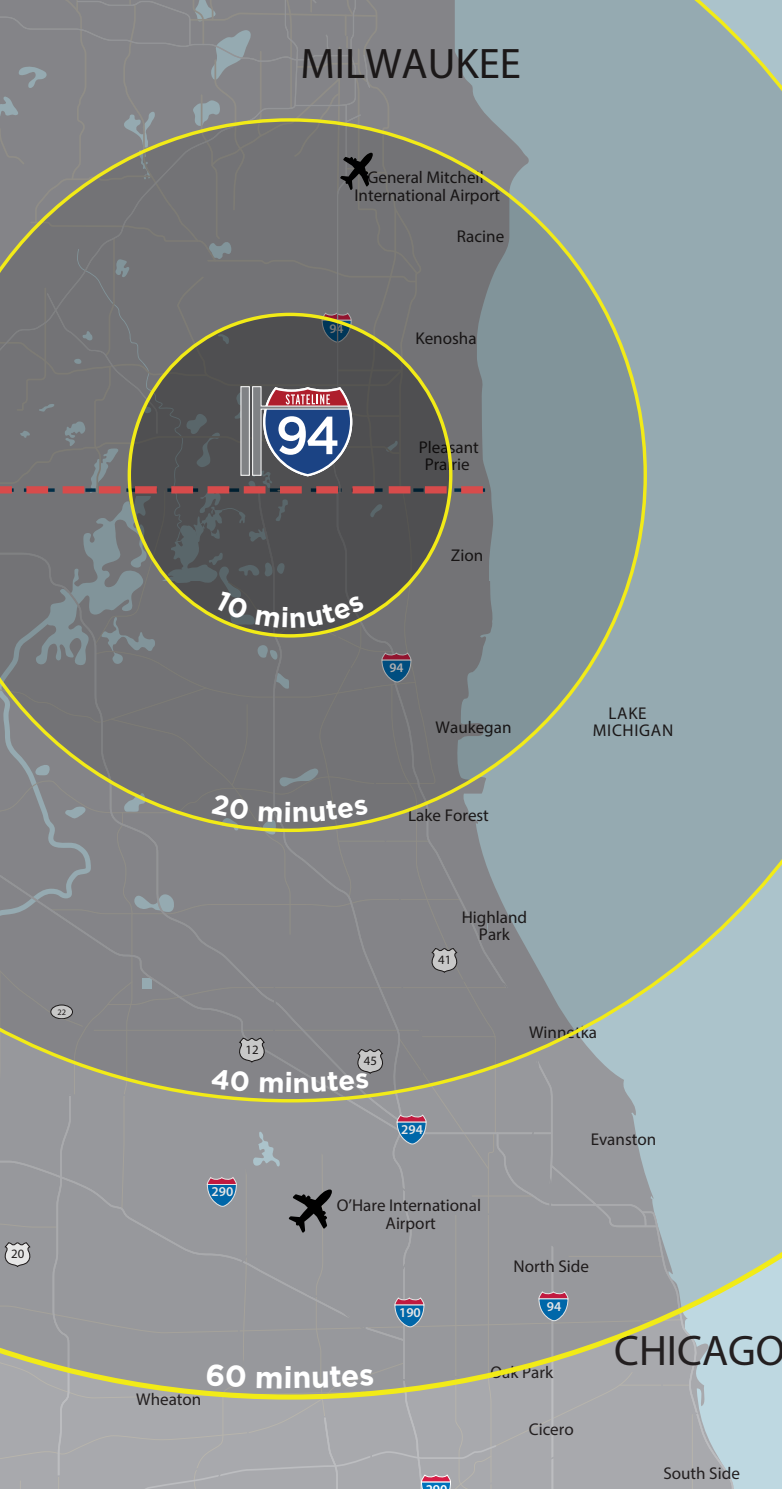 MILWAUKEE
General Mitchell
International Airport
Racine
94
Kenosha
STATELINE
94
Pleasant
Prairie
Zion
10 minutes
94
LAKE
MICHIGAN
Waukegan
20 minutes
Lake Forest
Highland
Park
41
22
Winnetka
12
45
40 minutes
294
Evanston
290
O'Hare International
Airport
20
North Side
94
190
CHICAGO
60 minutes
Oak Park
Wheaton
Cicero
South Side
290